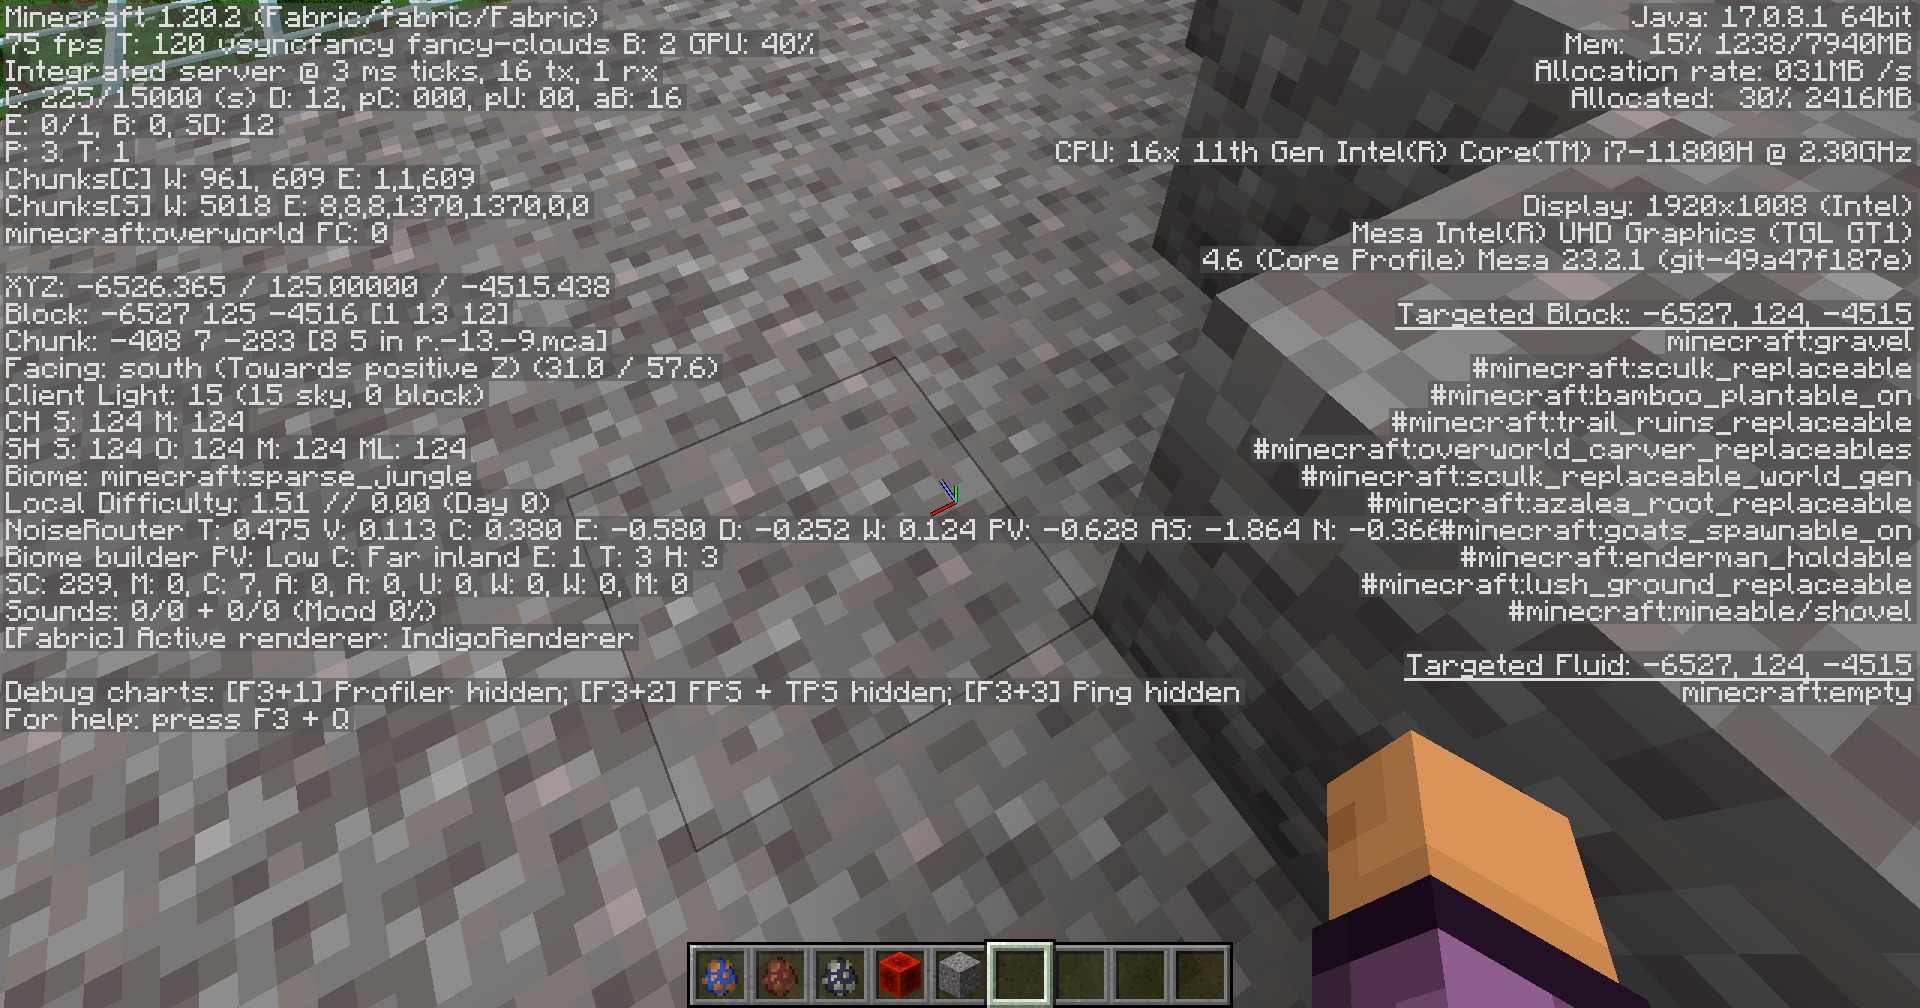 Minecraft 1.20.2 (Fabric/fabric/Fabric)
75 fps T: 120 vsyncfancy fancy-clouds B: 2 GPU: 40%
Integrated server @ 3 ms ticks, 16 tx, 1 rx
225/15000 (s) D: 12, pC: 000, pU: 00, aB: 16
E: 0/1, B: 0, SD: 12
P: 3. T: 1
Chunks[C] W: 961, 609 E: 1,1,609
Chunks[S] W: 5018 E: 8,8,8,1370,1370,0,0
minecraft:overworld FC: 0
XYZ: -6526.365 / 125.00000 / -4515.438
Block: -6527 125 -4516 [1 13 12]
Chunk: -408 7 -283 [8 5 in r.-13.-9.mca]
Facing: south (Towards positive Z) (31.0 / 57.6)
Client Light: 15 (15 sky, 0 block)
CH S: 124 M: 124
SH S: 124 O: 124 M: 124 ML: 124
Biome: minecraft:sparse_jungle
Local Difficulty: 1.51 // 0.00 (Day 0)
NoiseRouter T: 0.475 V: 0.113 C: 0.380 E: -0.580 D: -0.252 W: 0.124 PV: -0.628 AS: -1.864 N: -0.366
Biome builder PV: Low C: Far inland E: 1 T: 3 H: 3
SC: 289, M: 0, C: 7, A: 0, A: 0, U: 0, W: 0, W: 0, M: 0
Sounds: 0/0 + 0/0 (Mood 0%)
[Fabric] Active renderer: IndigoRenderer
Debug charts: [F3+1] Profiler hidden; [F3+2] FPS + TPS hidden; [F3+3] Ping hidden
For help: press F3 + Q
Java: 17.0.8.1 64bit
Mem: 15% 1238/7940MB
Allocation rate: 031MB /s
Allocated: 30% 2416MB
CPU: 16x 11th Gen Intel(R) Core(TM) i7-11800H @ 2.30GHz
Display: 1920x1008 (Intel)
Mesa Intel(R) UHD Graphics (TGL GT1)
4.6 (Core Profile) Mesa 23.2.1 (git-49a47f187e)
Targeted Block: -6527, 124, -4515
minecraft:gravel
#minecraft:sculk_replaceable
#minecraft:bamboo_plantable_on
#minecraft:trail_ruins_replaceable
#minecraft:overworld_carver_replaceables
#minecraft:sculk_replaceable_world_gen
#minecraft:azalea_root_replaceable
#minecraft:goats_spawnable_on
#minecraft:enderman_holdable
#minecraft:lush_ground_replaceable
#minecraft:mineable/shovel
Targeted Fluid: -6527, 124, -4515
minecraft:empty